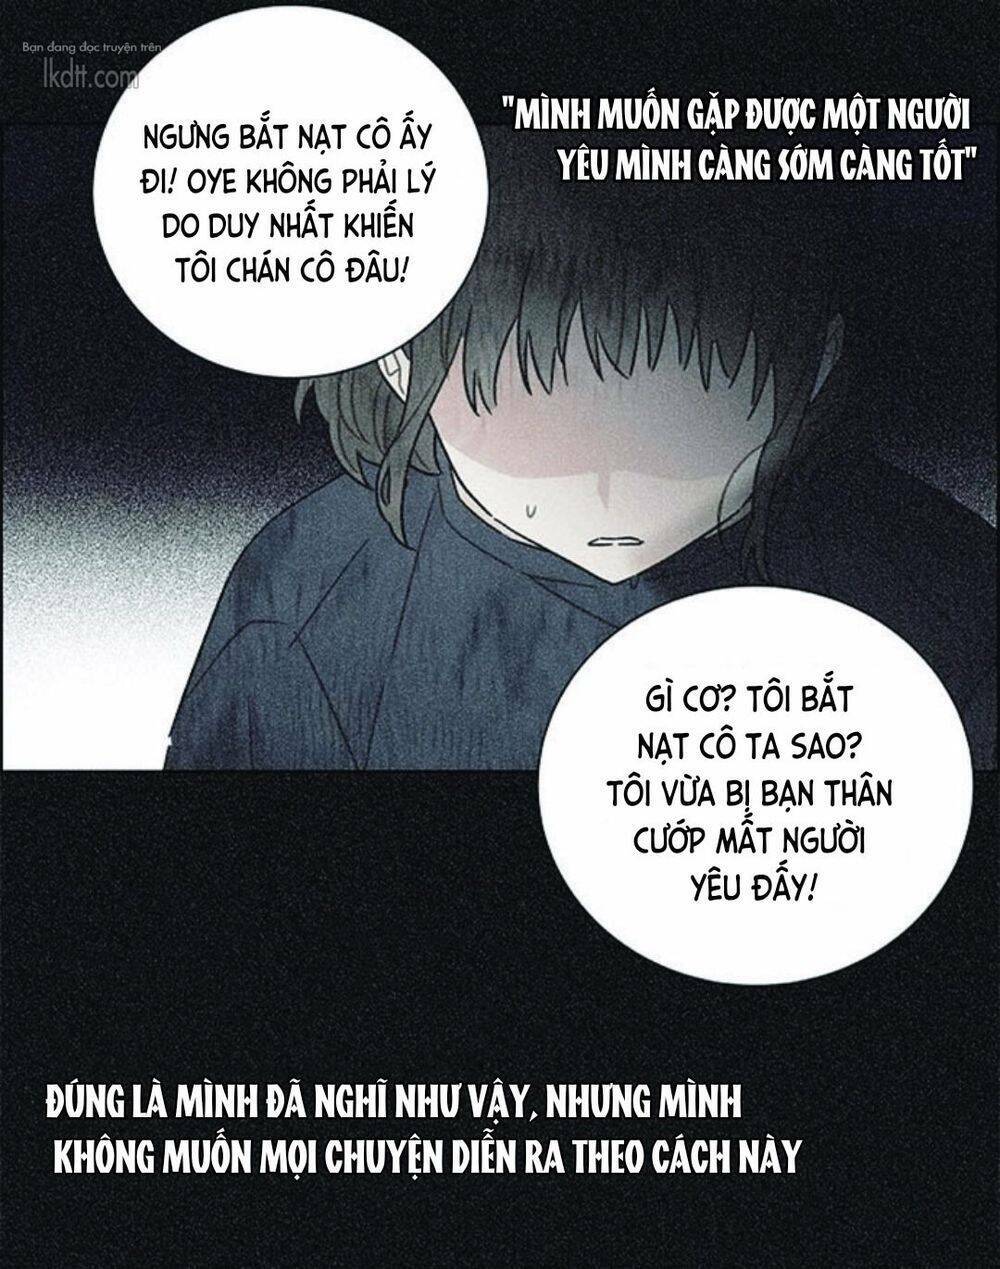 Bạn đang đọc truyện trên
lkdtt.com
"MÌNH MUỐN GẶP ĐƯỢC MỘT NGƯỜI
YÊU MÌNH CÀNG SỚM CÀNG TỐT"
NGƯNG BẮT NẠT CÔ ẤY
ĐI! OYE KHÔNG PHẢI LÝ
DO DUY NHẤT KHIẾN
TÔI CHÁN CÔ ĐÂU!
GÌ CƠ? TÔI BẮT
NẠT CÔ TA SAO?
TÔI VỪA BỊ BẠN THÂN
CƯỚP MẤT NGƯỜI
YÊU ĐẤY!
ĐÚNG LÀ MÌNH ĐÃ NGHĨ NHƯ VẬY, NHƯNG MÌNH
KHÔNG MUỐN MỌI CHUYỆN DIỄN RA THEO CÁCH NÀY